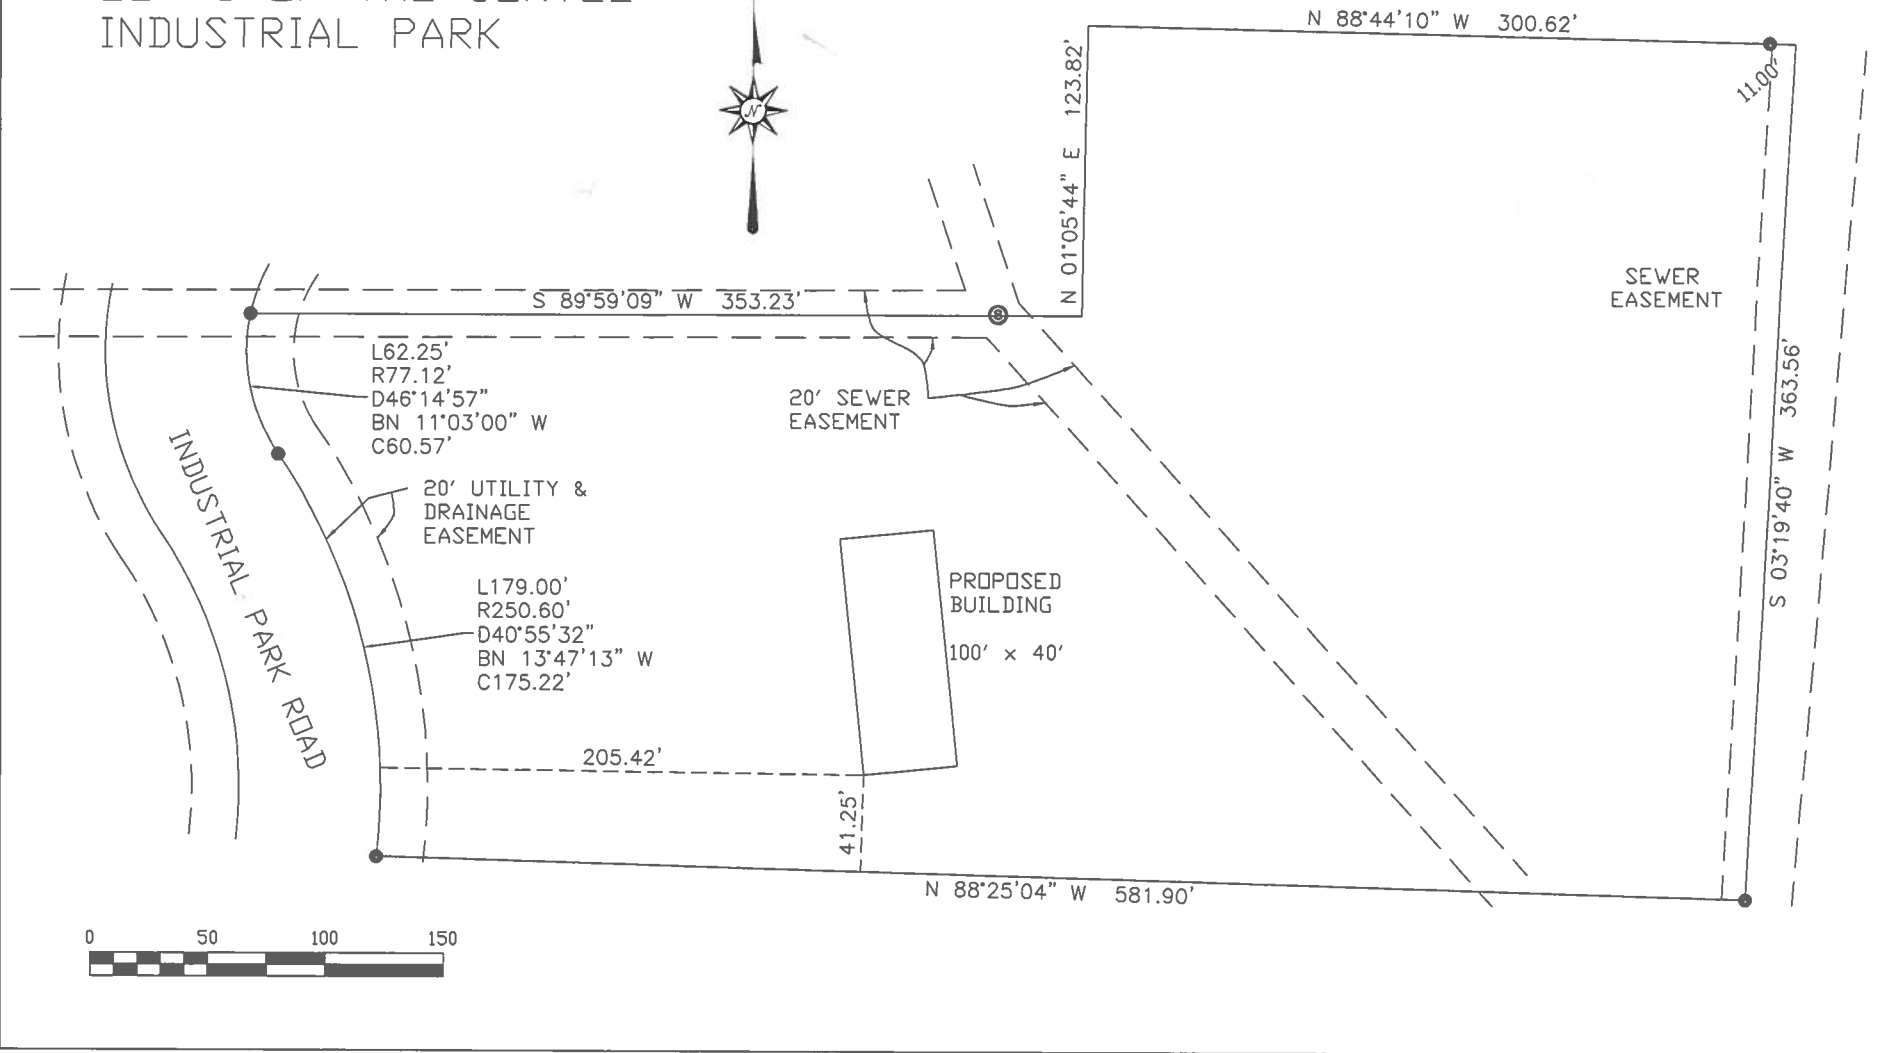 INDUSTRIAL PARK
N 88°44'10" W 300.62'
11.00'
N 01°05'44" E 123.82'
N
S 89°59'09" W 353.23'
SEWER
EASEMENT
L62.25'
R77.12'
D46°14'57"
BN 11°03'00" W
C60.57'
20' SEWER
EASEMENT
S 03°19'40" W 363.56'
20' UTILITY &
DRAINAGE
EASEMENT
INDUSTRIAL PARK ROAD
L179.00'
R250.60'
D40°55'32"
BN 13°47'13" W
C175.22'
PROPOSED
BUILDING
100' x 40'
205.42'
41.25'
N 88°25'04" W 581.90'
0 50 100 150